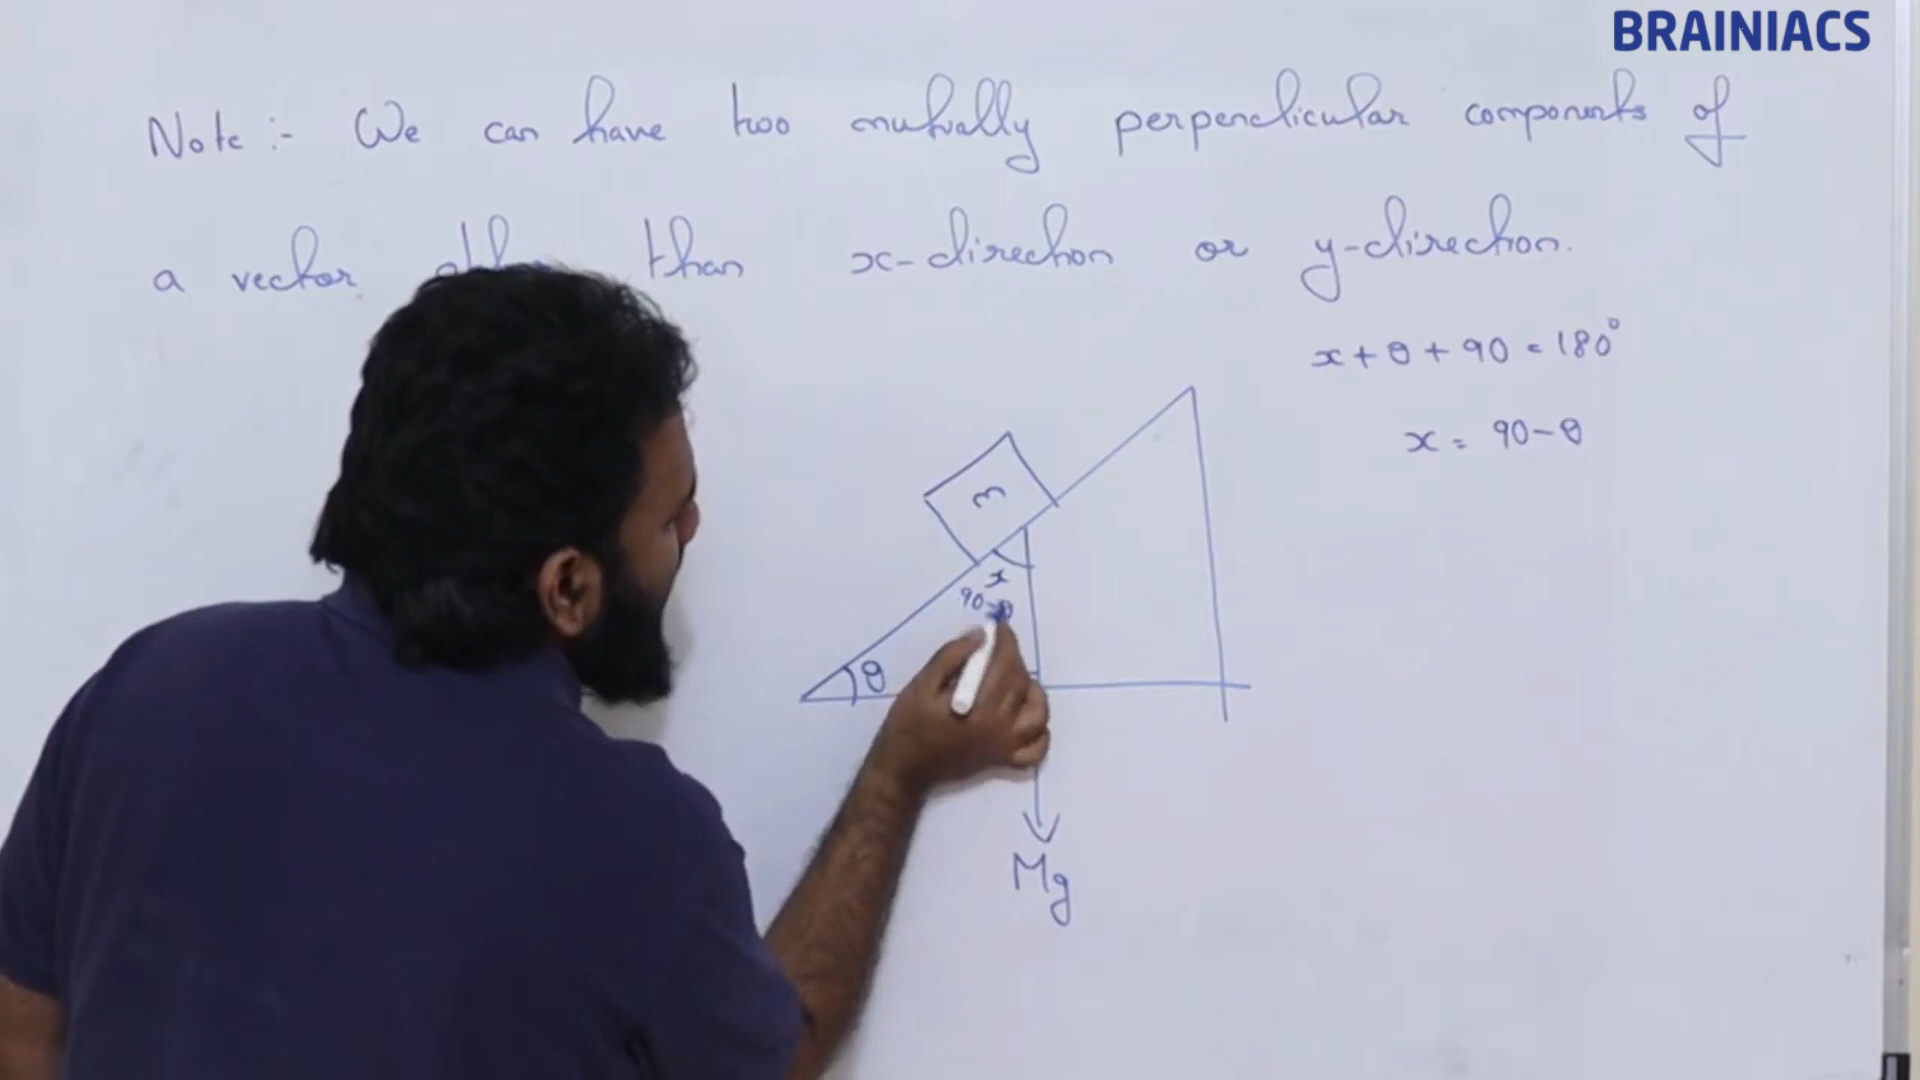 BRAINIACS
Note :- We can have two mutually perpendicular components of
a vector other than x-direction or y-direction.
x + θ + 90 = 180°
x = 90 - θ
m
x
90-θ
θ
Mg